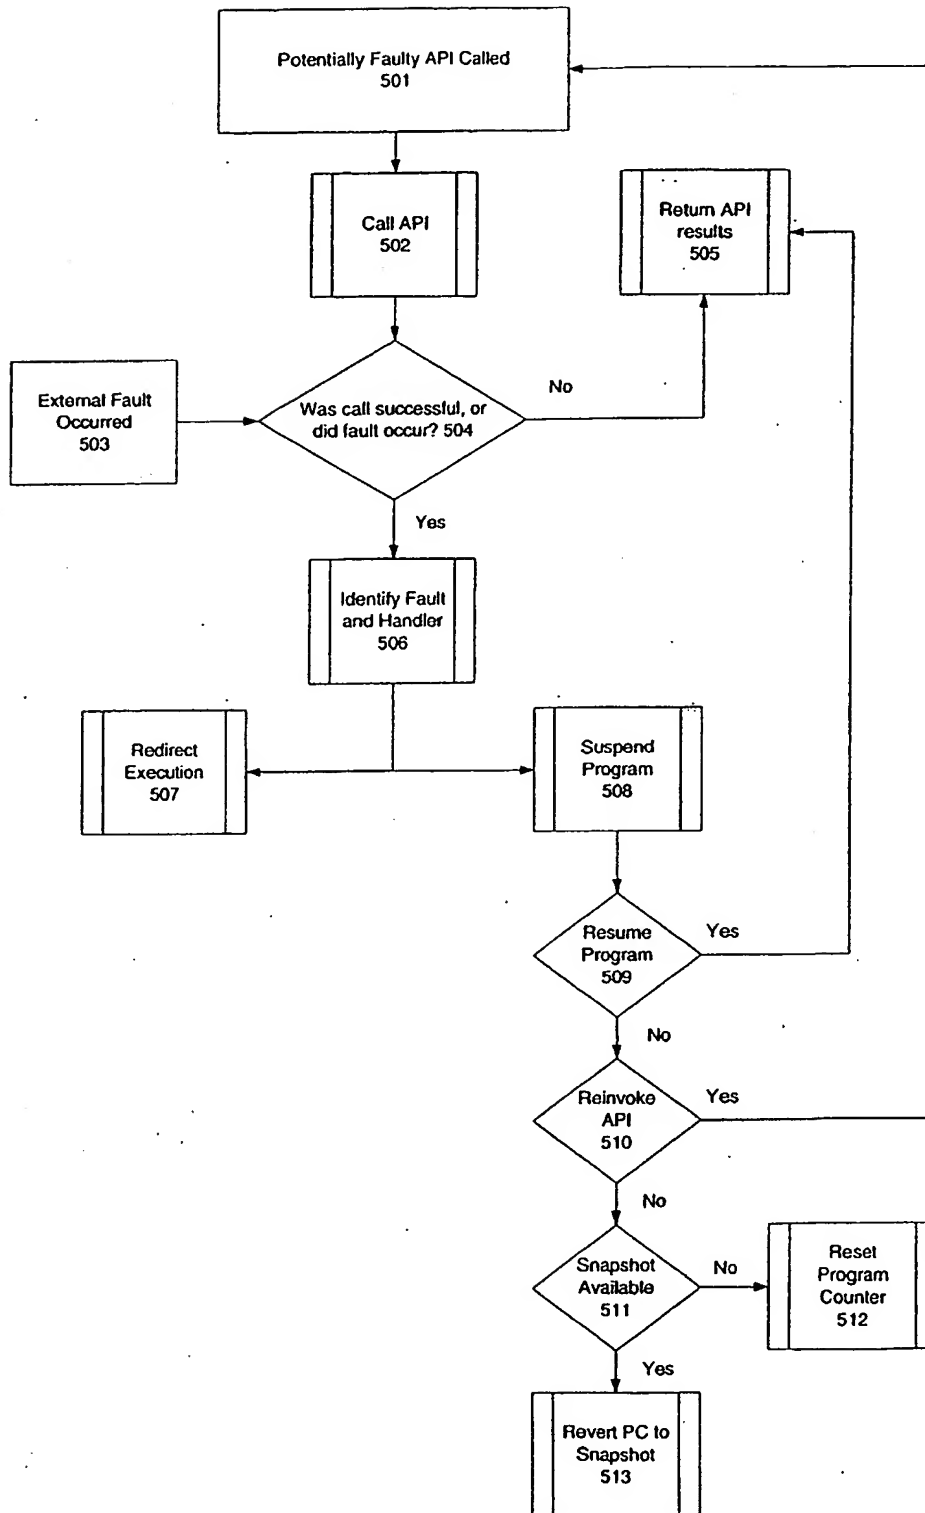 Potentially Faulty API Called
501
Call API
502
Return API
results
505
External Fault
Occurred
503
Was call successful, or
did fault occur? 504
No
Yes
Identify Fault
and Handler
506
Redirect
Execution
507
Suspend
Program
508
Resume
Program
509
Yes
No
Reinvoke
API
510
Yes
No
Snapshot
Available
511
No
Reset
Program
Counter
512
Yes
Revert PC to
Snapshot
513